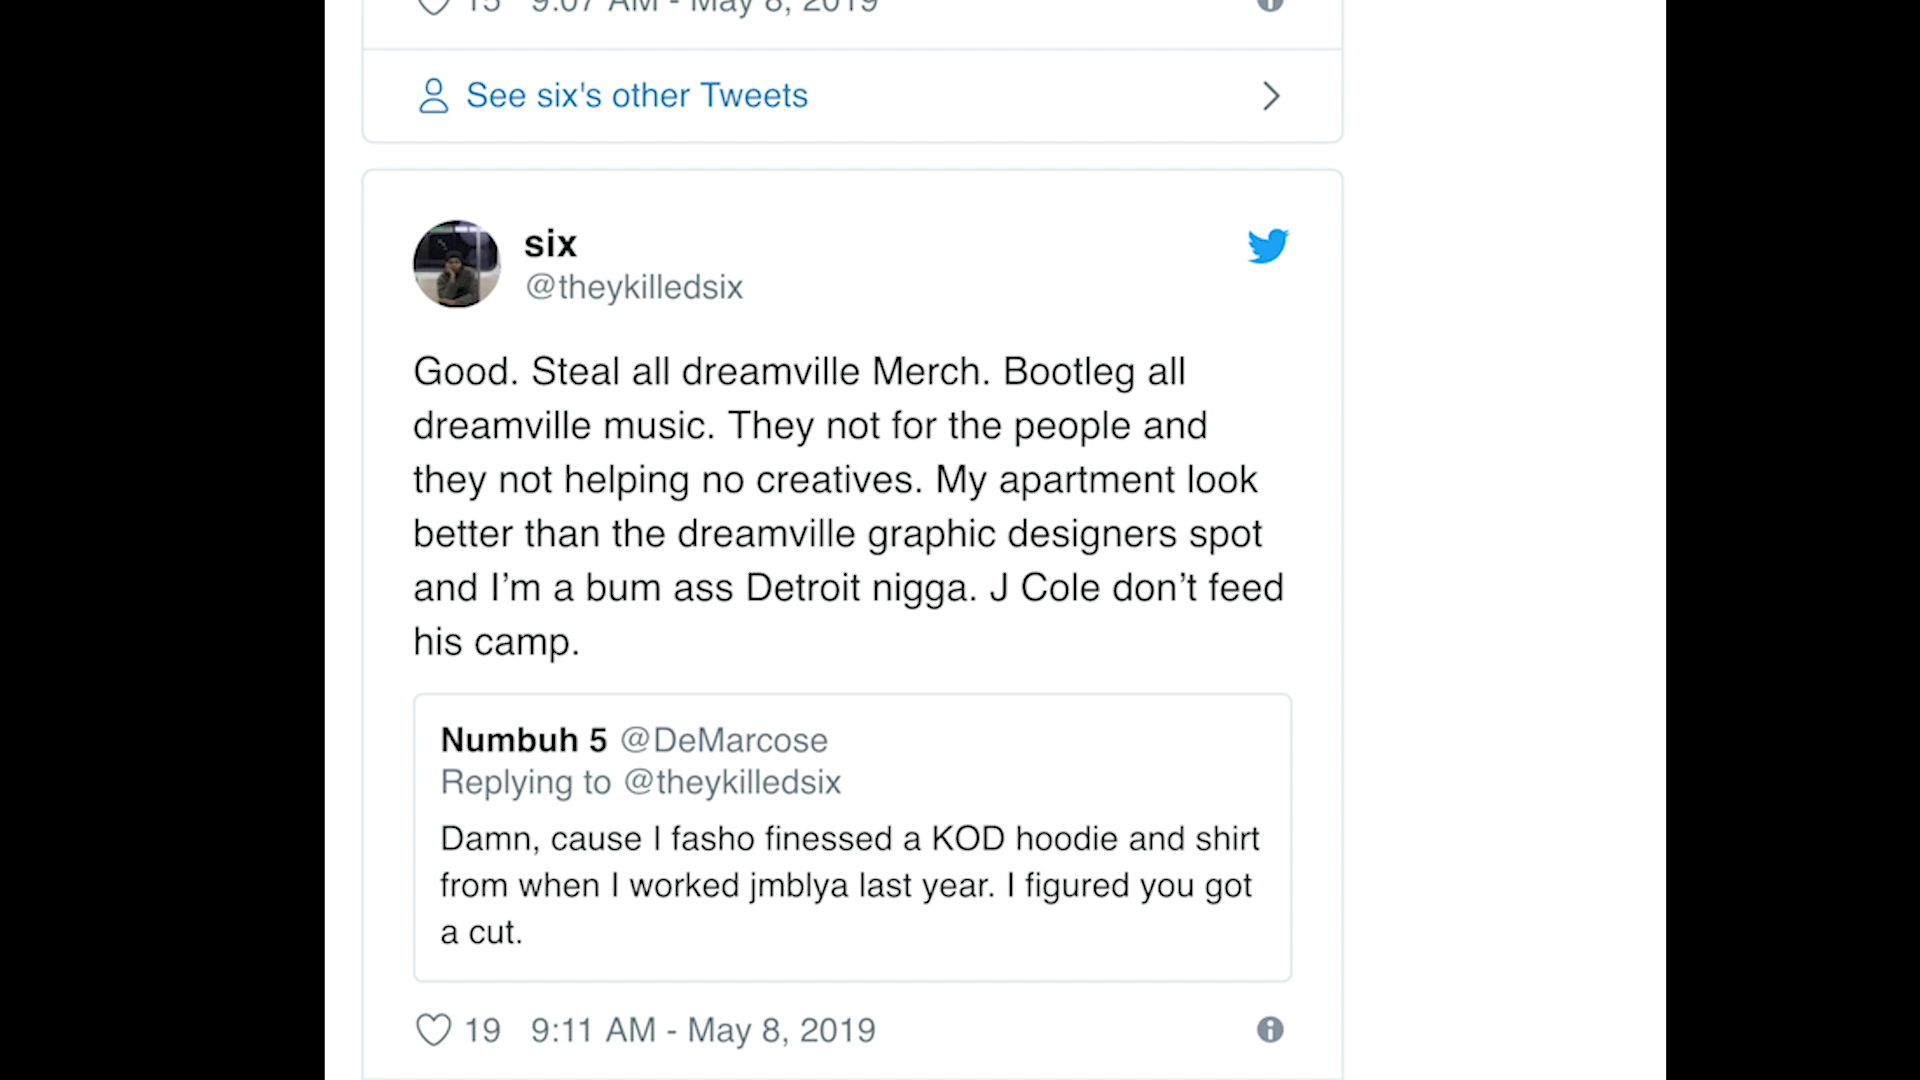 15 9:07 AM - May 8, 2019
See six's other Tweets
six
@theykilledsix
Good. Steal all dreamville Merch. Bootleg all
dreamville music. They not for the people and
they not helping no creatives. My apartment look
better than the dreamville graphic designers spot
and I’m a bum ass Detroit nigga. J Cole don’t feed
his camp.
Numbuh 5 @DeMarcose
Replying to @theykilledsix
Damn, cause I fasho finessed a KOD hoodie and shirt
from when I worked jmblya last year. I figured you got
a cut.
19 9:11 AM - May 8, 2019